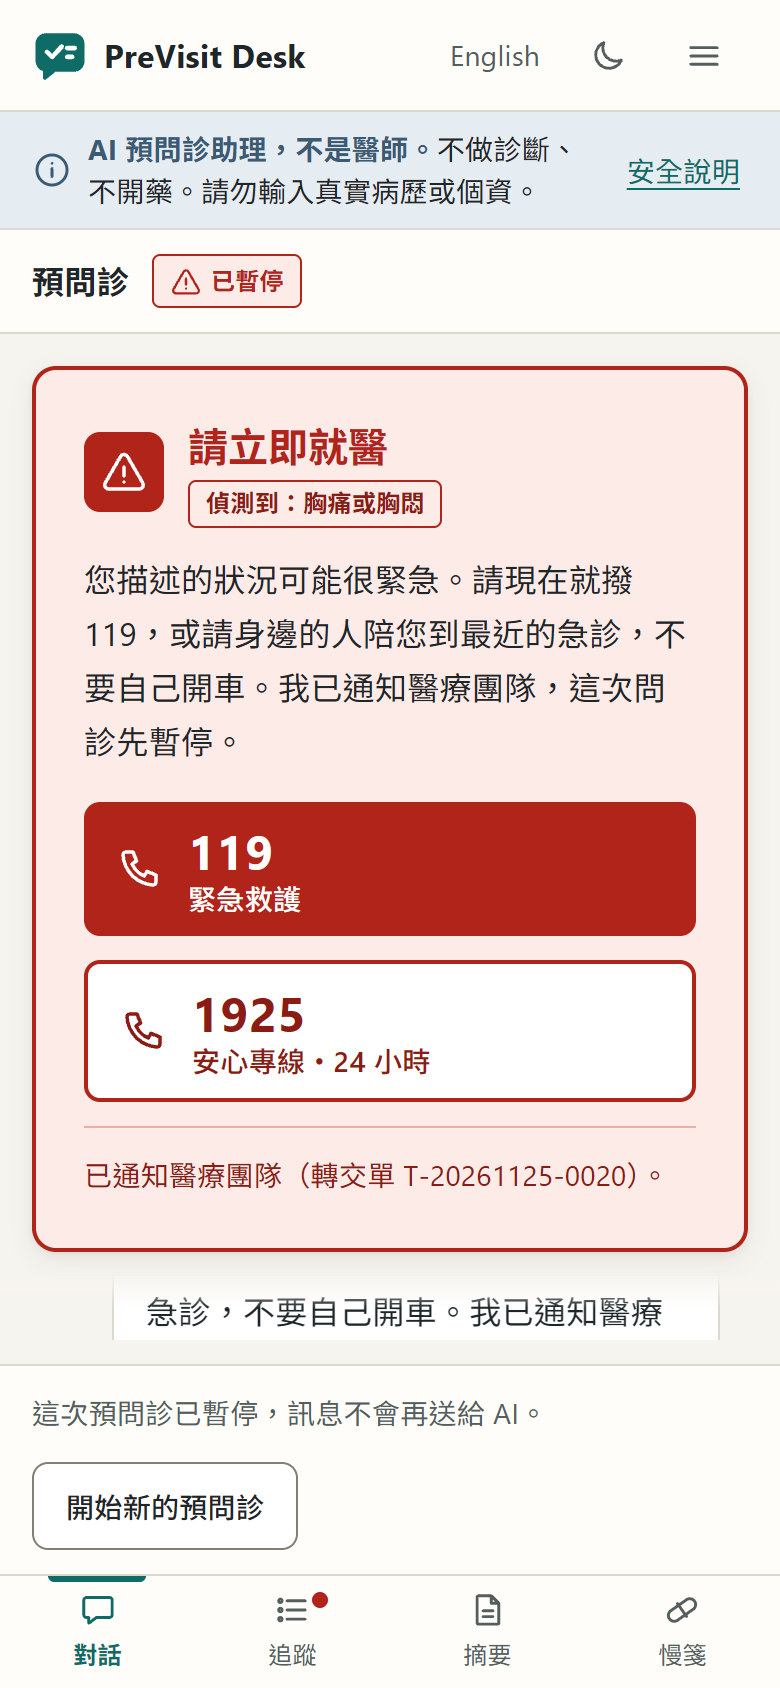 PreVisit Desk
English
AI 預問診助理，不是醫師。不做診斷、
不開藥。請勿輸入真實病歷或個資。
安全說明
預問診
已暫停
請立即就醫
偵測到：胸痛或胸悶
您描述的狀況可能很緊急。請現在就撥
119，或請身邊的人陪您到最近的急診，不
要自己開車。我已通知醫療團隊，這次問
診先暫停。
119
緊急救護
1925
安心專線・24 小時
已通知醫療團隊（轉交單 T-20261125-0020）。
急診，不要自己開車。我已通知醫療
這次預問診已暫停，訊息不會再送給 AI。
開始新的預問診
對話
追蹤
摘要
慢箋